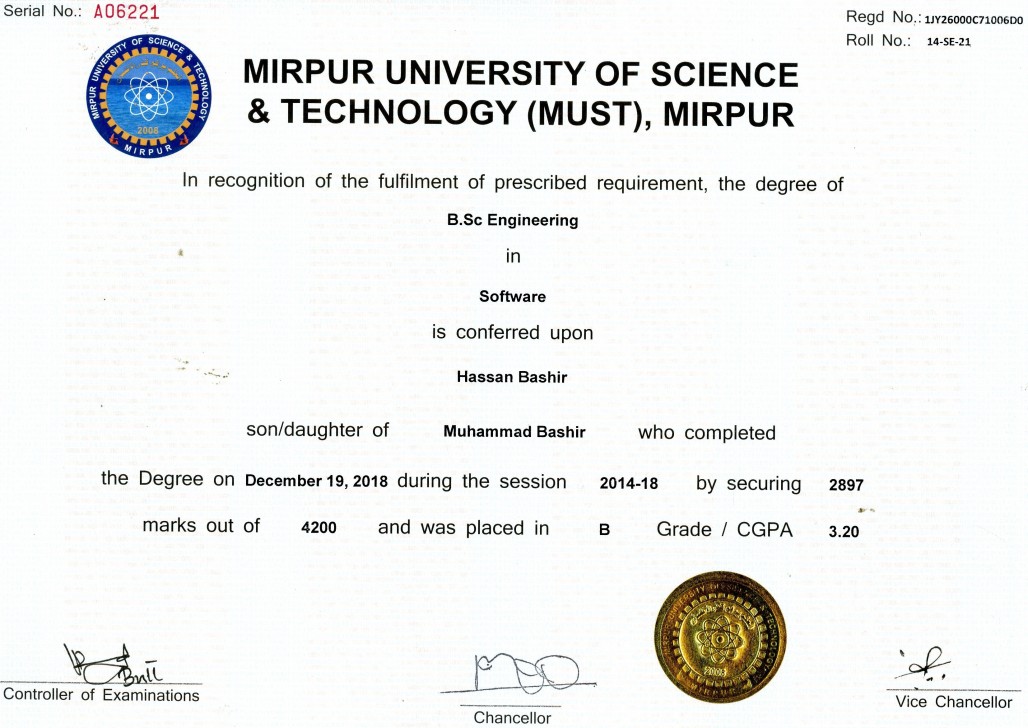 Serial No.: A06221
Regd No.: 1JY26000C71006D0
Roll No.: 14-SE-21
MIRPUR UNIVERSITY OF SCIENCE & TECHNOLOGY
2008
MIRPUR
MIRPUR UNIVERSITY OF SCIENCE
& TECHNOLOGY (MUST), MIRPUR
In recognition of the fulfilment of prescribed requirement, the degree of
B.Sc Engineering
in
Software
is conferred upon
Hassan Bashir
son/daughter of Muhammad Bashir who completed
the Degree on December 19, 2018 during the session 2014-18 by securing 2897
marks out of 4200 and was placed in B Grade / CGPA 3.20
2008
MIRPUR
Butt
Controller of Examinations
Chancellor
Vice Chancellor